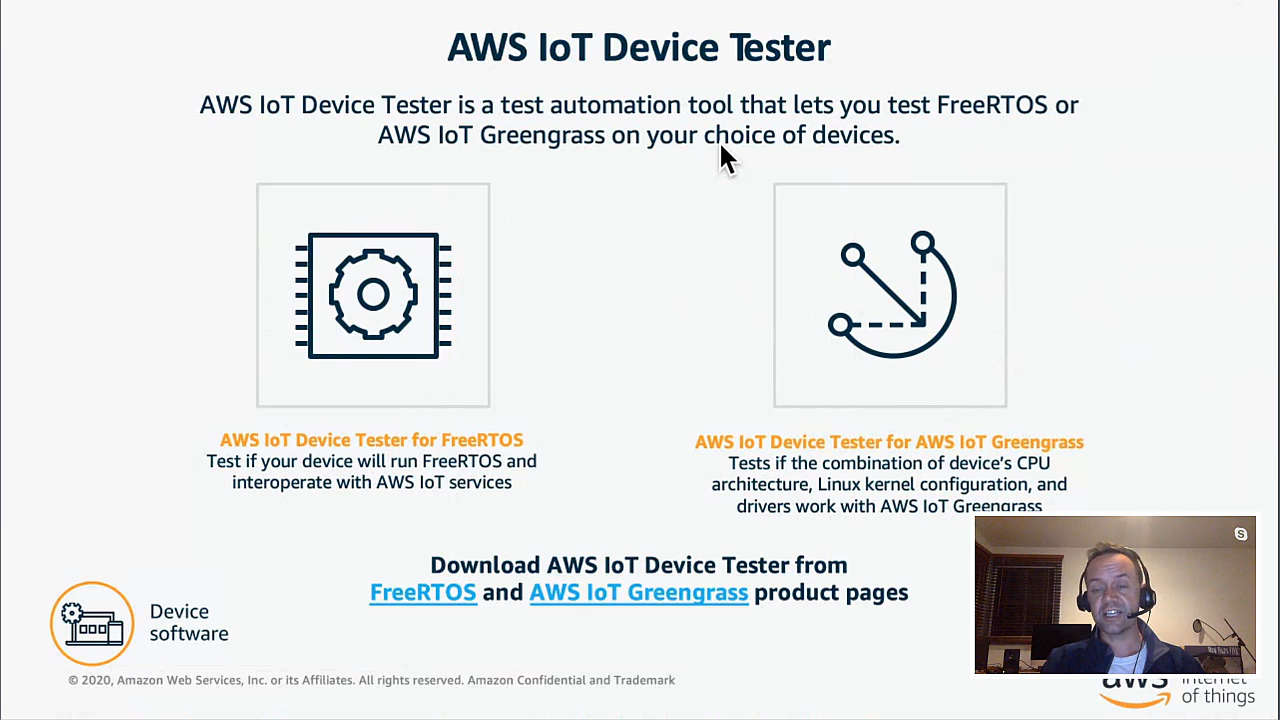 AWS IoT Device Tester
AWS IoT Device Tester is a test automation tool that lets you test FreeRTOS or
AWS IoT Greengrass on your choice of devices.
AWS IoT Device Tester for FreeRTOS
Test if your device will run FreeRTOS and
interoperate with AWS IoT services
AWS IoT Device Tester for AWS IoT Greengrass
Tests if the combination of device's CPU
architecture, Linux kernel configuration, and
drivers work with AWS IoT Greengrass
Download AWS IoT Device Tester from
FreeRTOS and AWS IoT Greengrass product pages
Device
software
© 2020, Amazon Web Services, Inc. or its Affiliates. All rights reserved. Amazon Confidential and Trademark
aws
internet
of things